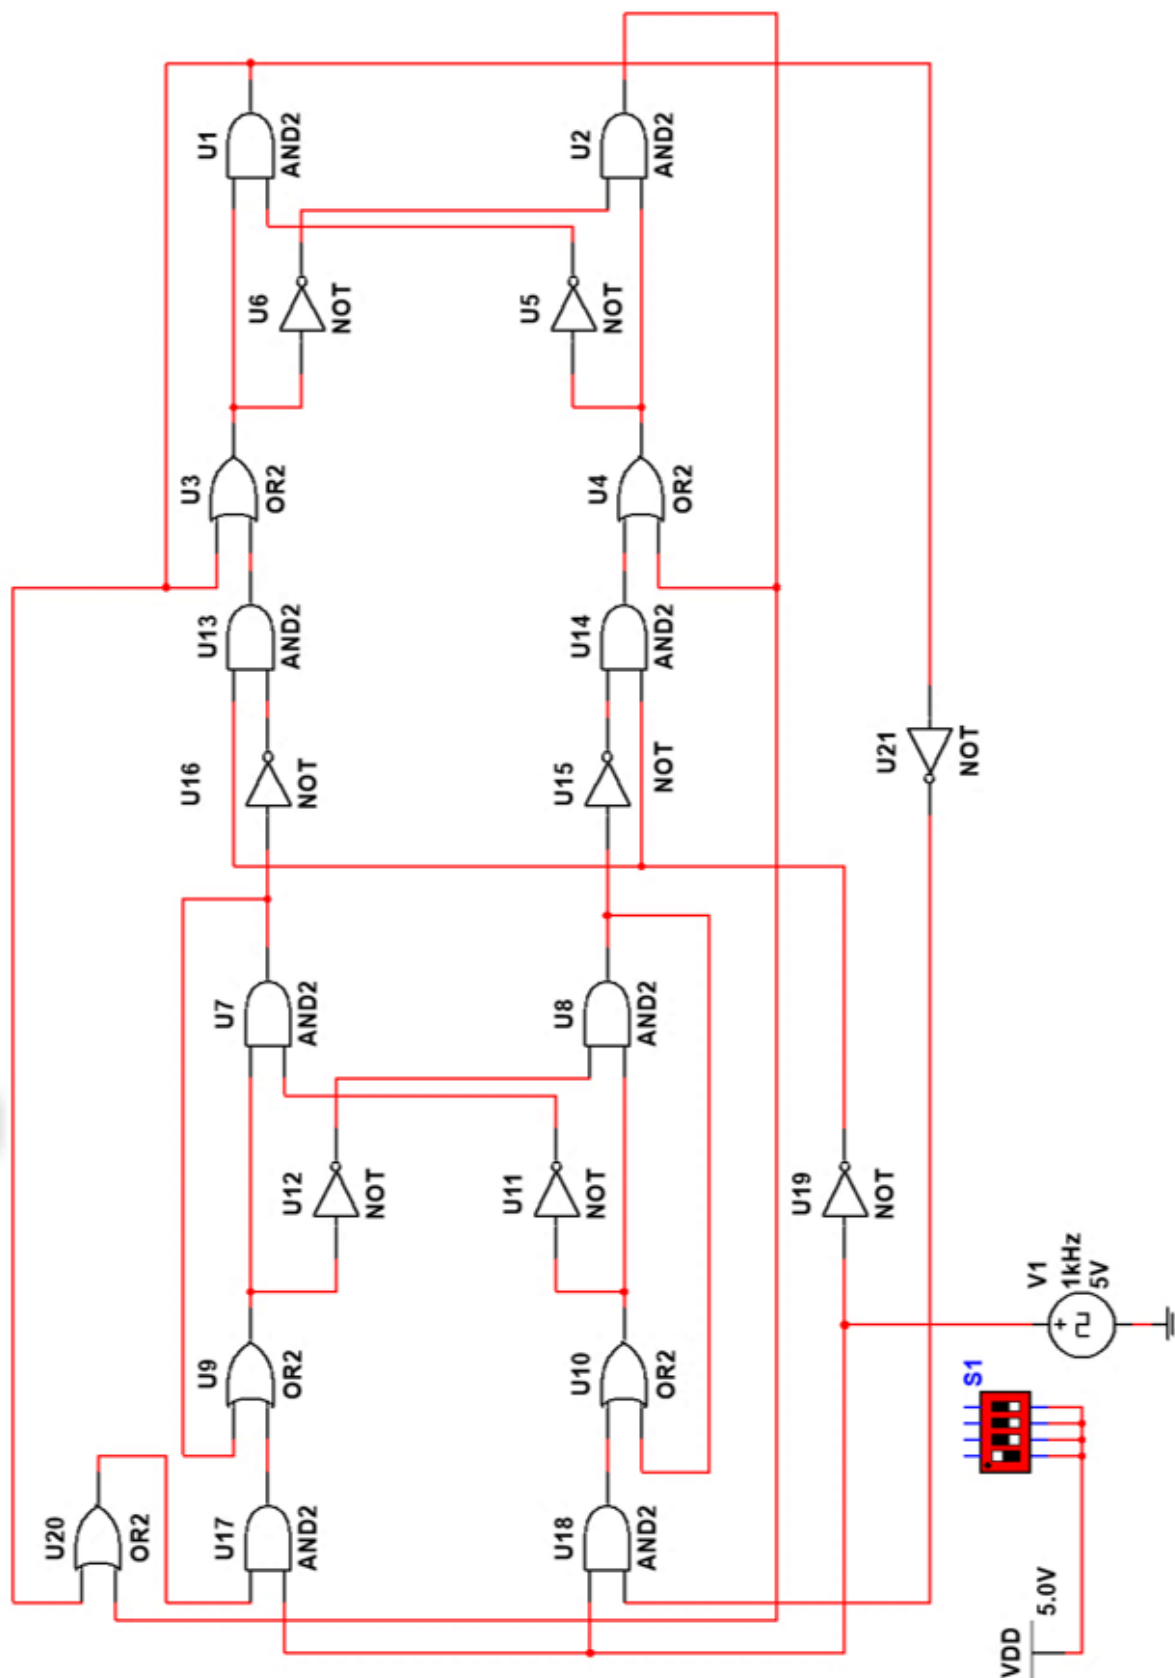 U1
AND2
U2
AND2
U6
NOT
U5
NOT
U3
OR2
U4
OR2
U13
AND2
U14
AND2
U16
NOT
U15
NOT
U21
NOT
U7
AND2
U8
AND2
U12
NOT
U11
NOT
U19
NOT
U9
OR2
U10
OR2
V1
1kHz
5V
S1
U20
OR2
U17
AND2
U18
AND2
VDD
5.0V